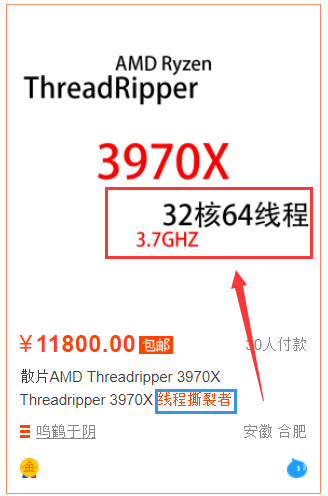 AMD Ryzen
ThreadRipper
3970X
32核64线程
3.7GHZ
¥11800.00 包邮 30人付款
散片AMD Threadripper 3970X
Threadripper 3970X 线程撕裂者
鸣鹤于阴 安徽 合肥
金